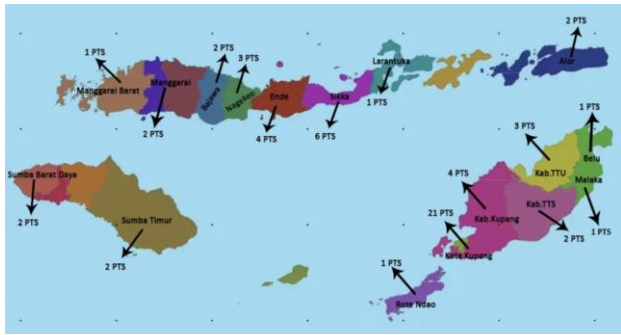 2 PTS
2 PTS
3 PTS
1 PTS
Larantuka
Manggarai
Manggarai Barat
Alor
Bajawa
Nagekeo
Ende
Sikka
1 PTS
2 PTS
4 PTS
6 PTS
1 PTS
3 PTS
Belu
Sumba Barat Daya
4 PTS
Kab.TTU
Malaka
Kab.TTS
Sumba Timur
21 PTS
Kab.Kupang
2 PTS
2 PTS
1 PTS
Kota Kupang
1 PTS
2 PTS
Rote Ndao